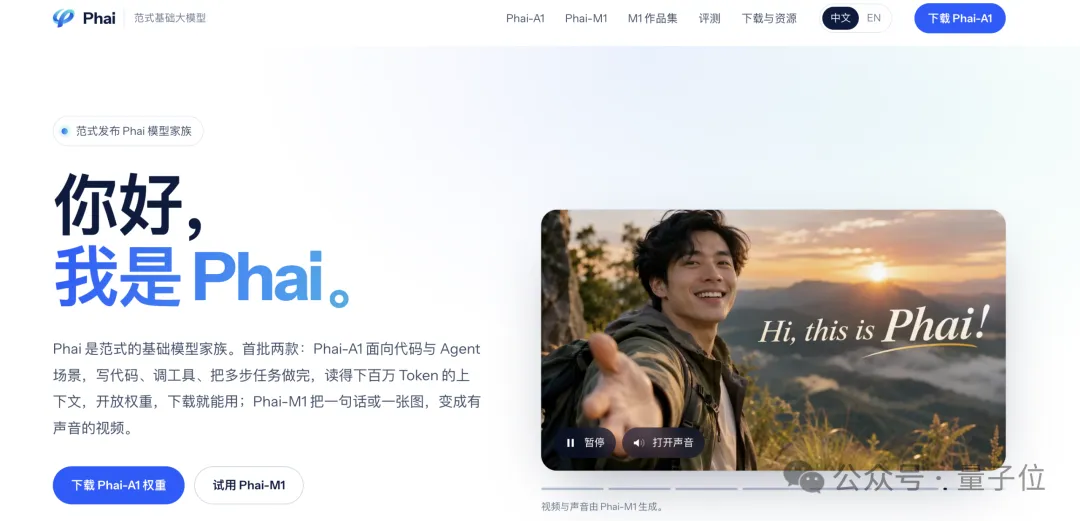 Phai 范式基础大模型
Phai-A1 Phai-M1 M1作品集 评测 下载与资源 中文 EN 下载 Phai-A1
范式发布 Phai 模型家族
你好，
我是 Phai。
Phai 是范式的基础模型家族。首批两款：Phai-A1 面向代码与 Agent
场景，写代码、调工具、把多步任务做完，读得下百万 Token 的上
下文，开放权重，下载就能用；Phai-M1 把一句话或一张图，变成有
声音的视频。
下载 Phai-A1 权重 试用 Phai-M1
Hi, this is Phai!
暂停 打开声音
视频与声音由 Phai-M1 生成。
公众号 · 量子位